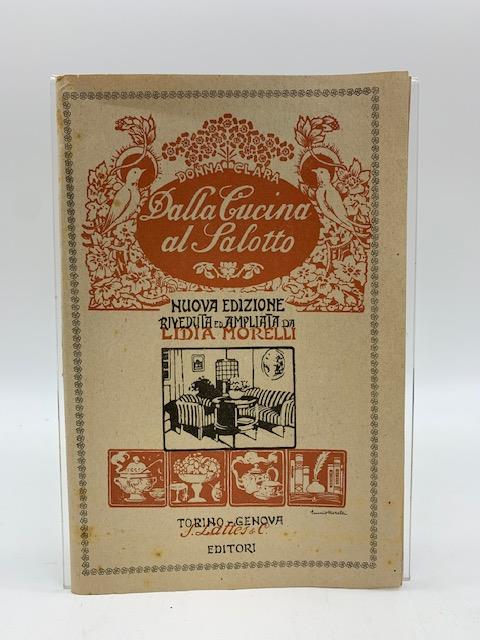 DONNA CLARA
Dalla Cucina
al Salotto
NUOVA EDIZIONE
RIVEDUTA ED AMPLIATA DA
LIDIA MORELLI
TORINO-GENOVA
S. Lattes & C.
EDITORI